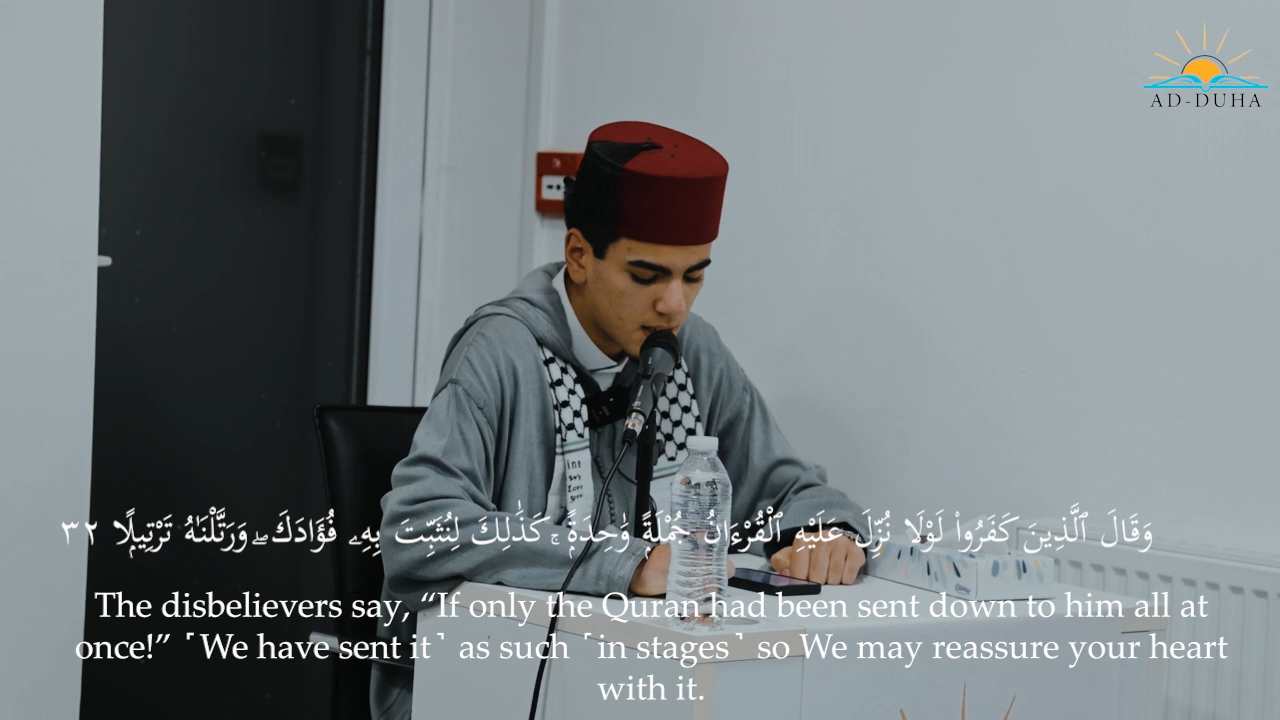 AD-DUHA
وَقَالَ ٱلَّذِينَ كَفَرُوا۟ لَوْلَا نُزِّلَ عَلَيْهِ ٱلْقُرْءَانُ جُمْلَةً وَٰحِدَةً ۚ كَذَٰلِكَ لِنُثَبِّتَ بِهِۦ فُؤَادَكَ ۖ وَرَتَّلْنَـٰهُ تَرْتِيلًا ٣٢
The disbelievers say, “If only the Quran had been sent down to him all at
once!” ˹We have sent it˺ as such ˹in stages˺ so We may reassure your heart
with it.